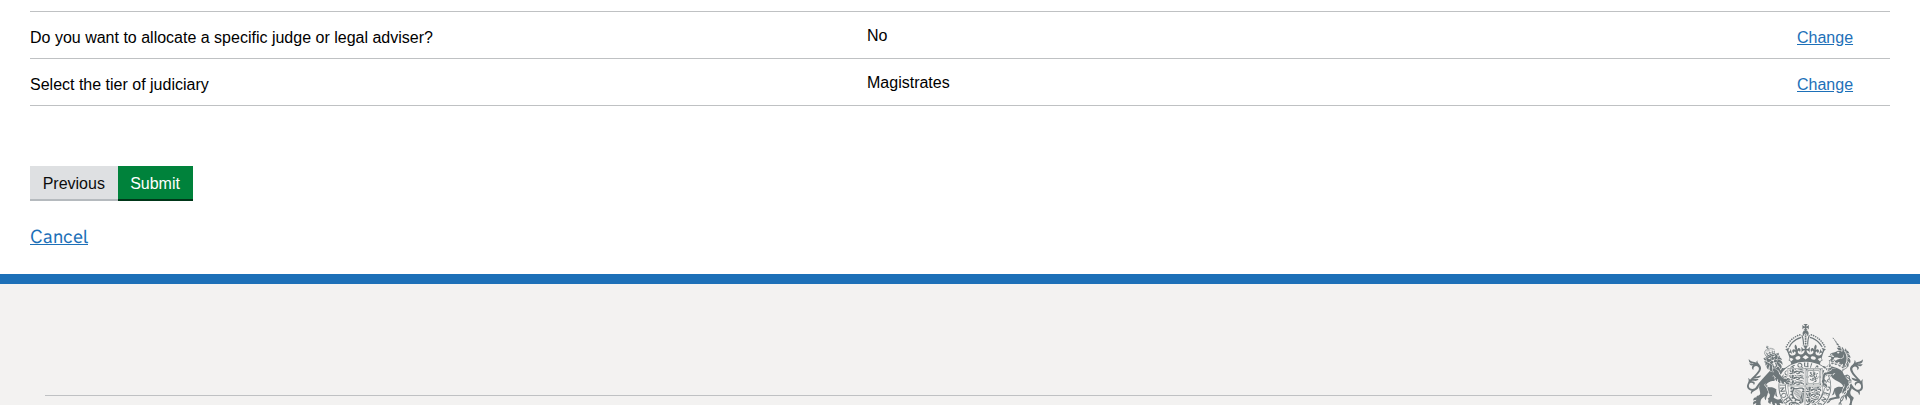 Do you want to allocate a specific judge or legal adviser? No Change
Select the tier of judiciary Magistrates Change
Previous Submit
Cancel